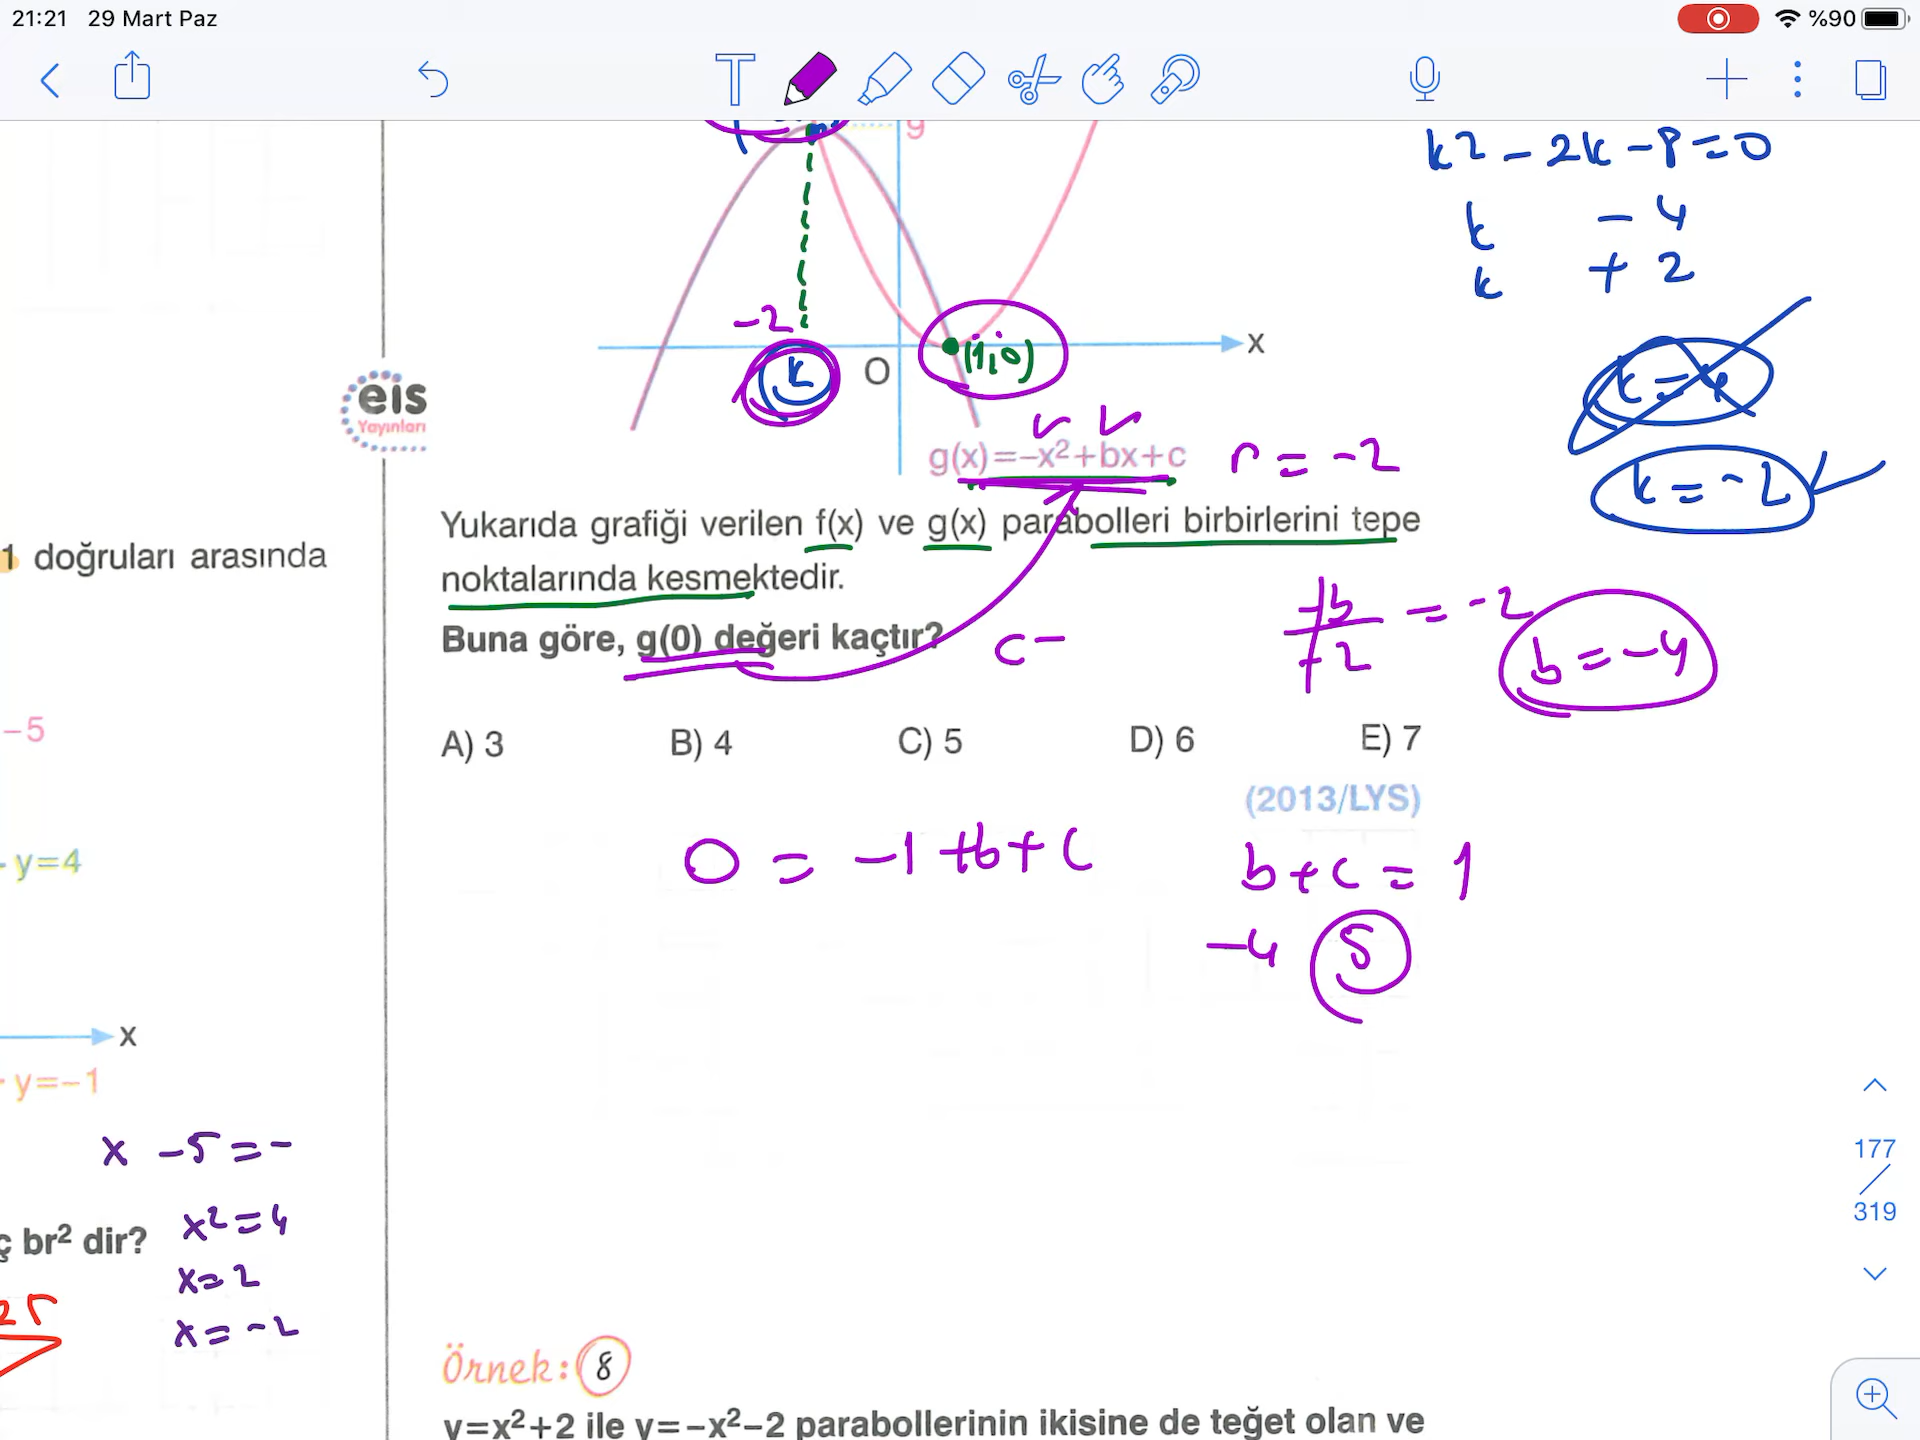 21:21 29 Mart Paz
%90
g
k2 - 2k - 8 = 0
k - 4
k + 2
-2
k
O
(1,0)
x
k = 4
k = -2
eis
Yayınları
g(x)=-x²+bx+c
r = -2
Yukarıda grafiği verilen f(x) ve g(x) parabolleri birbirlerini tepe
noktalarında kesmektedir.
Buna göre, g(0) değeri kaçtır?
c -
-b/-2 = -2
b = -4
A) 3 B) 4 C) 5 D) 6 E) 7
(2013/LYS)
0 = -1 + b + c
b + c = 1
-4 5
1 doğruları arasında
-5
y=4
x
y=-1
x -5 = -
ç br² dir?
x² = 4
x = 2
x = -2
177
319
Örnek: 8
y=x²+2 ile y=-x²-2 parabollerinin ikisine de teğet olan ve